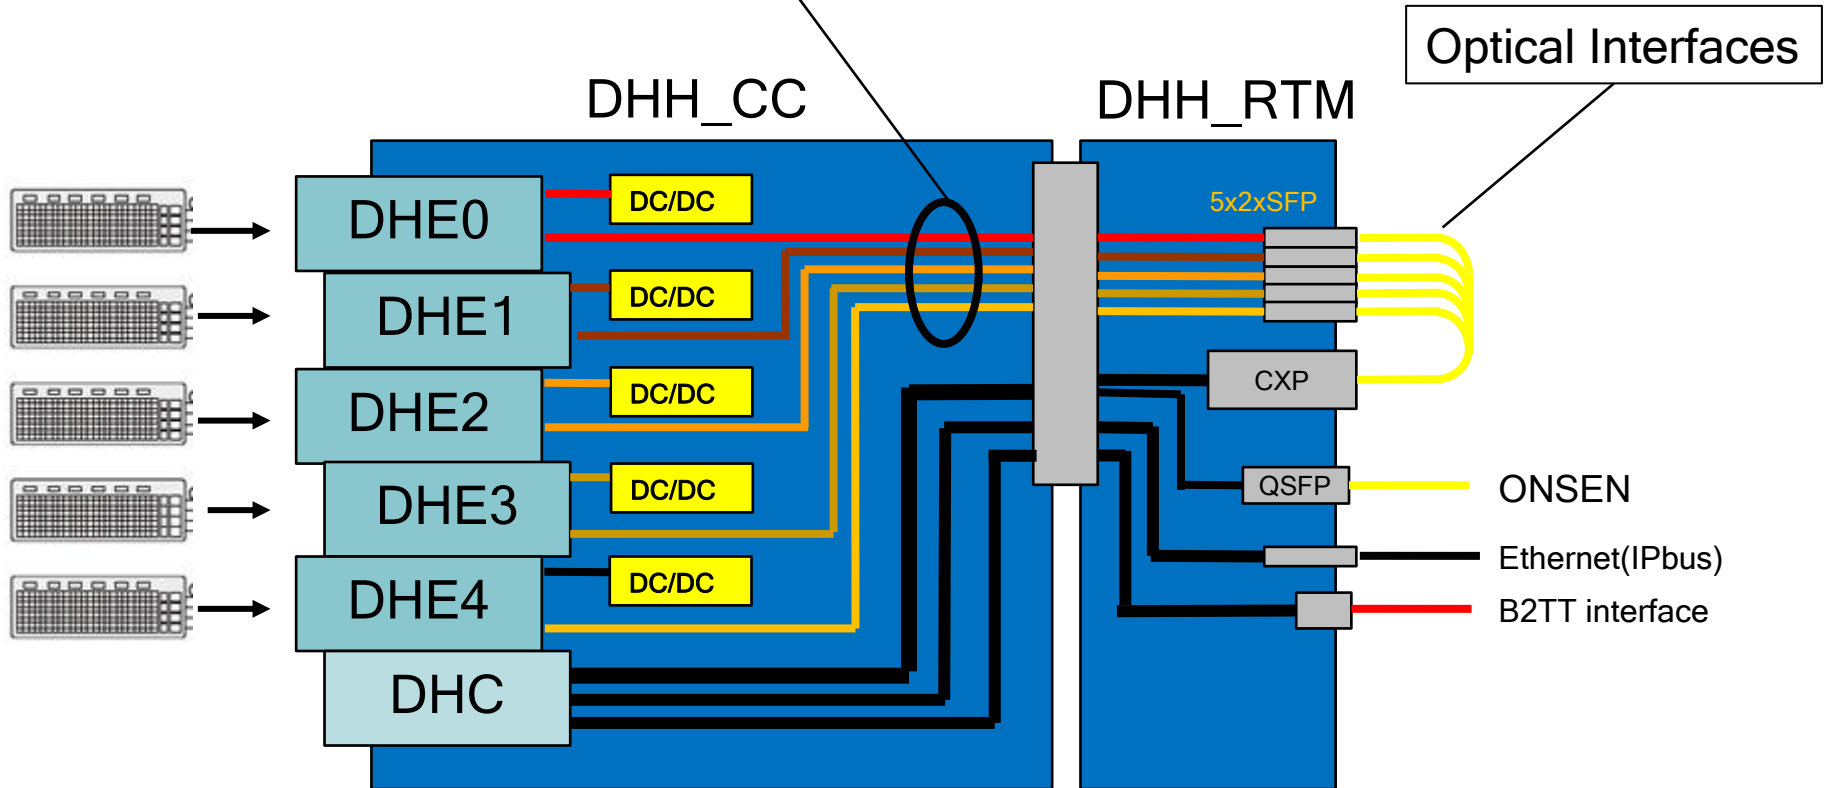 Optical Interfaces
DHH_CC
DHH_RTM
DHE0
DC/DC
5x2xSFP
DHE1
DC/DC
DHE2
DC/DC
CXP
DHE3
DC/DC
QSFP
ONSEN
DHE4
DC/DC
Ethernet(IPbus)
B2TT interface
DHC